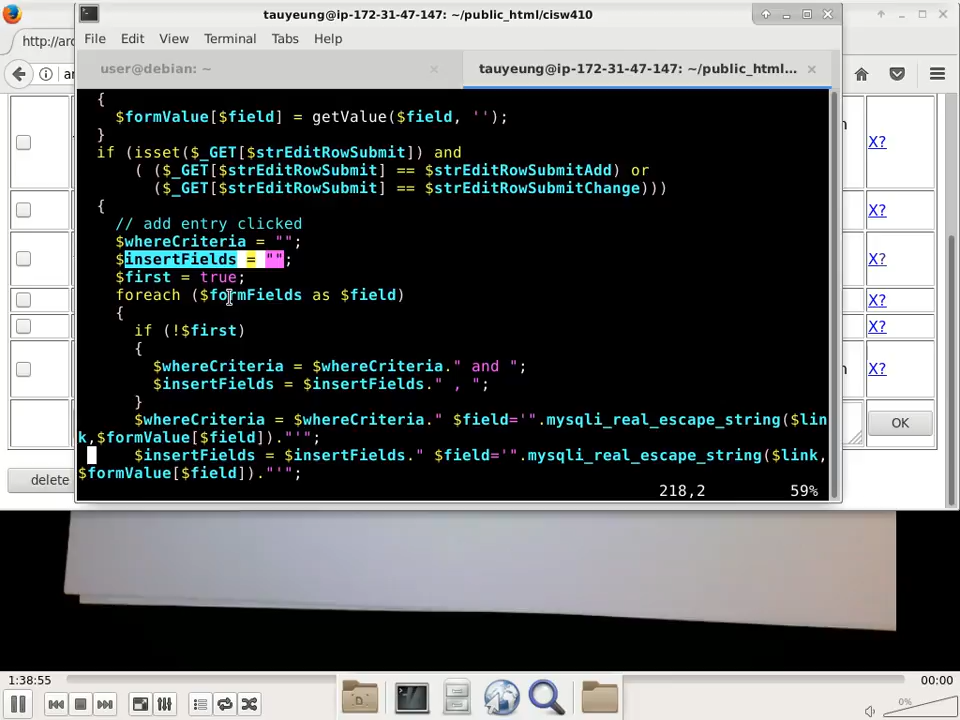 tauyeung@ip-172-31-47-147: ~/public_html/cisw410
File Edit View Terminal Tabs Help
http://arc
user@debian: ~
tauyeung@ip-172-31-47-147: ~/public_html...
{
$formValue[$field] = getValue($field, '');
}
if (isset($_GET[$strEditRowSubmit]) and
( ($_GET[$strEditRowSubmit] == $strEditRowSubmitAdd) or
($_GET[$strEditRowSubmit] == $strEditRowSubmitChange)))
{
// add entry clicked
$whereCriteria = "";
$insertFields = "";
$first = true;
foreach ($formFields as $field)
{
if (!$first)
{
$whereCriteria = $whereCriteria." and ";
$insertFields = $insertFields." , ";
}
$whereCriteria = $whereCriteria." $field='".mysqli_real_escape_string($lin
k,$formValue[$field])."'";
$insertFields = $insertFields." $field='".mysqli_real_escape_string($link,
$formValue[$field])."'";
218,2 59%
X?
X?
X?
X?
X?
X?
OK
delete
1:38:55
00:00
0%